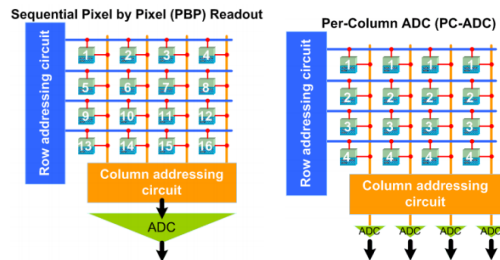 Sequential Pixel by Pixel (PBP) Readout
Row addressing circuit
1 2 3 4
5 6 7 8
9 10 11 12
13 14 15 16
Column addressing
circuit
ADC
Per-Column ADC (PC-ADC)
Row addressing circuit
1 1 1 1
2 2 2 2
3 3 3 3
4 4 4 4
Column addressing
circuit
ADC ADC ADC ADC